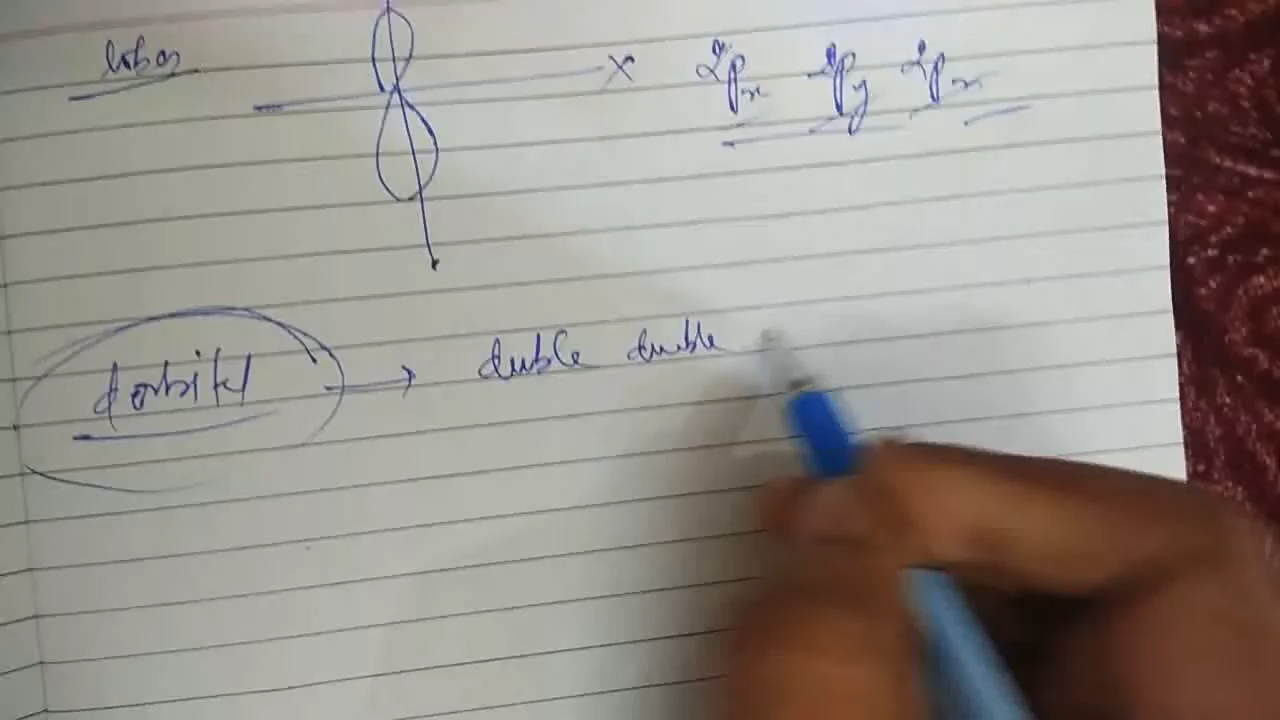 lobes
x 2px 2py 2px
d orbital → duble duble